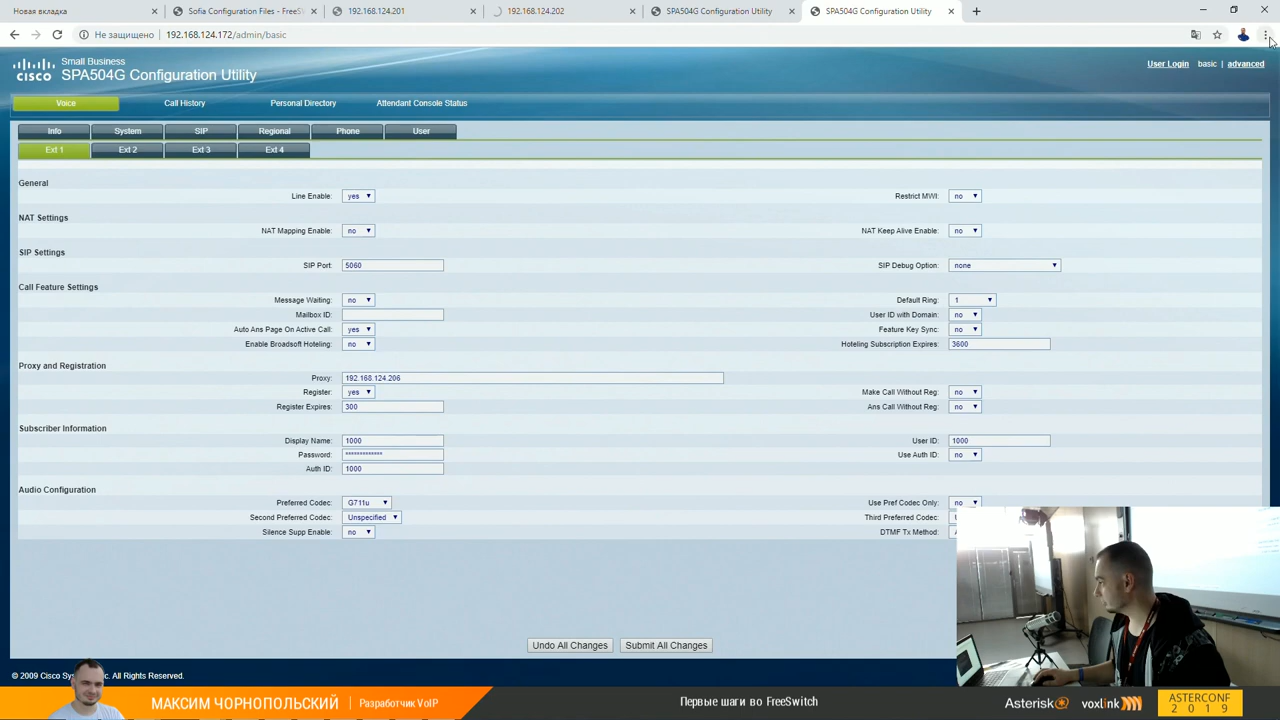 Новая вкладка
Sofia Configuration Files - FreeS
192.168.124.201
192.168.124.202
SPA504G Configuration Utility
SPA504G Configuration Utility
Не защищено
192.168.124.172/admin/basic
Small Business
cisco SPA504G Configuration Utility
User Login basic | advanced
Voice Call History Personal Directory Attendant Console Status
Info System SIP Regional Phone User
Ext 1 Ext 2 Ext 3 Ext 4
General
Line Enable: yes Restrict MWI: no
NAT Settings
NAT Mapping Enable: no NAT Keep Alive Enable: no
SIP Settings
SIP Port: 5060 SIP Debug Option: none
Call Feature Settings
Message Waiting: no Default Ring: 1
Mailbox ID: User ID with Domain: no
Auto Ans Page On Active Call: yes Feature Key Sync: no
Enable Broadsoft Hoteling: no Hoteling Subscription Expires: 3600
Proxy and Registration
Proxy: 192.168.124.206
Register: yes Make Call Without Reg: no
Register Expires: 300 Ans Call Without Reg: no
Subscriber Information
Display Name: 1000 User ID: 1000
Password: ************* Use Auth ID: no
Auth ID: 1000
Audio Configuration
Preferred Codec: G711u Use Pref Codec Only: no
Second Preferred Codec: Unspecified Third Preferred Codec:
Silence Supp Enable: no DTMF Tx Method:
Undo All Changes Submit All Changes
© 2009 Cisco Sys Inc. All Rights Reserved.
МАКСИМ ЧОРНОПОЛЬСКИЙ | Разработчик VoIP
Первые шаги во FreeSwitch
Asterisk voxlink
ASTERCONF
2019